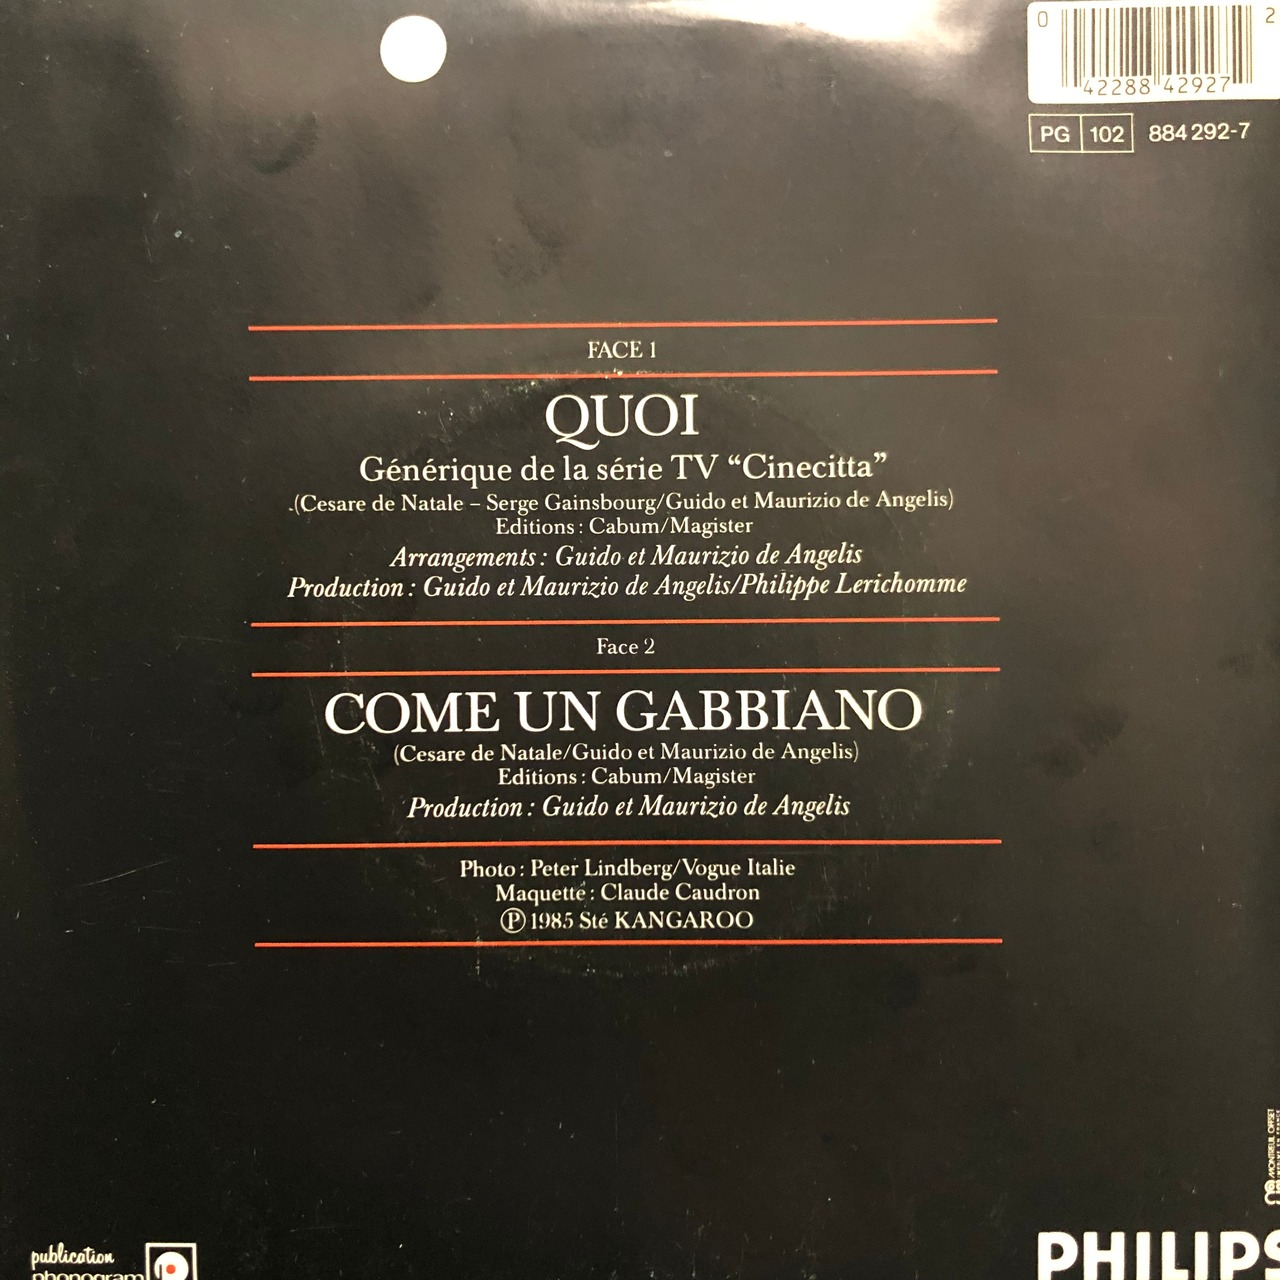 0 2
42288 42927
PG 102 884 292-7
FACE 1
QUOI
Générique de la série TV “Cinecitta”
(Cesare de Natale – Serge Gainsbourg/Guido et Maurizio de Angelis)
Editions : Cabum/Magister
Arrangements : Guido et Maurizio de Angelis
Production : Guido et Maurizio de Angelis/Philippe Lerichomme
Face 2
COME UN GABBIANO
(Cesare de Natale/Guido et Maurizio de Angelis)
Editions : Cabum/Magister
Production : Guido et Maurizio de Angelis
Photo : Peter Lindberg/Vogue Italie
Maquette : Claude Caudron
Ⓟ 1985 Sté KANGAROO
MONTREUIL OFFSET
publication
phonogram
PHILIPS